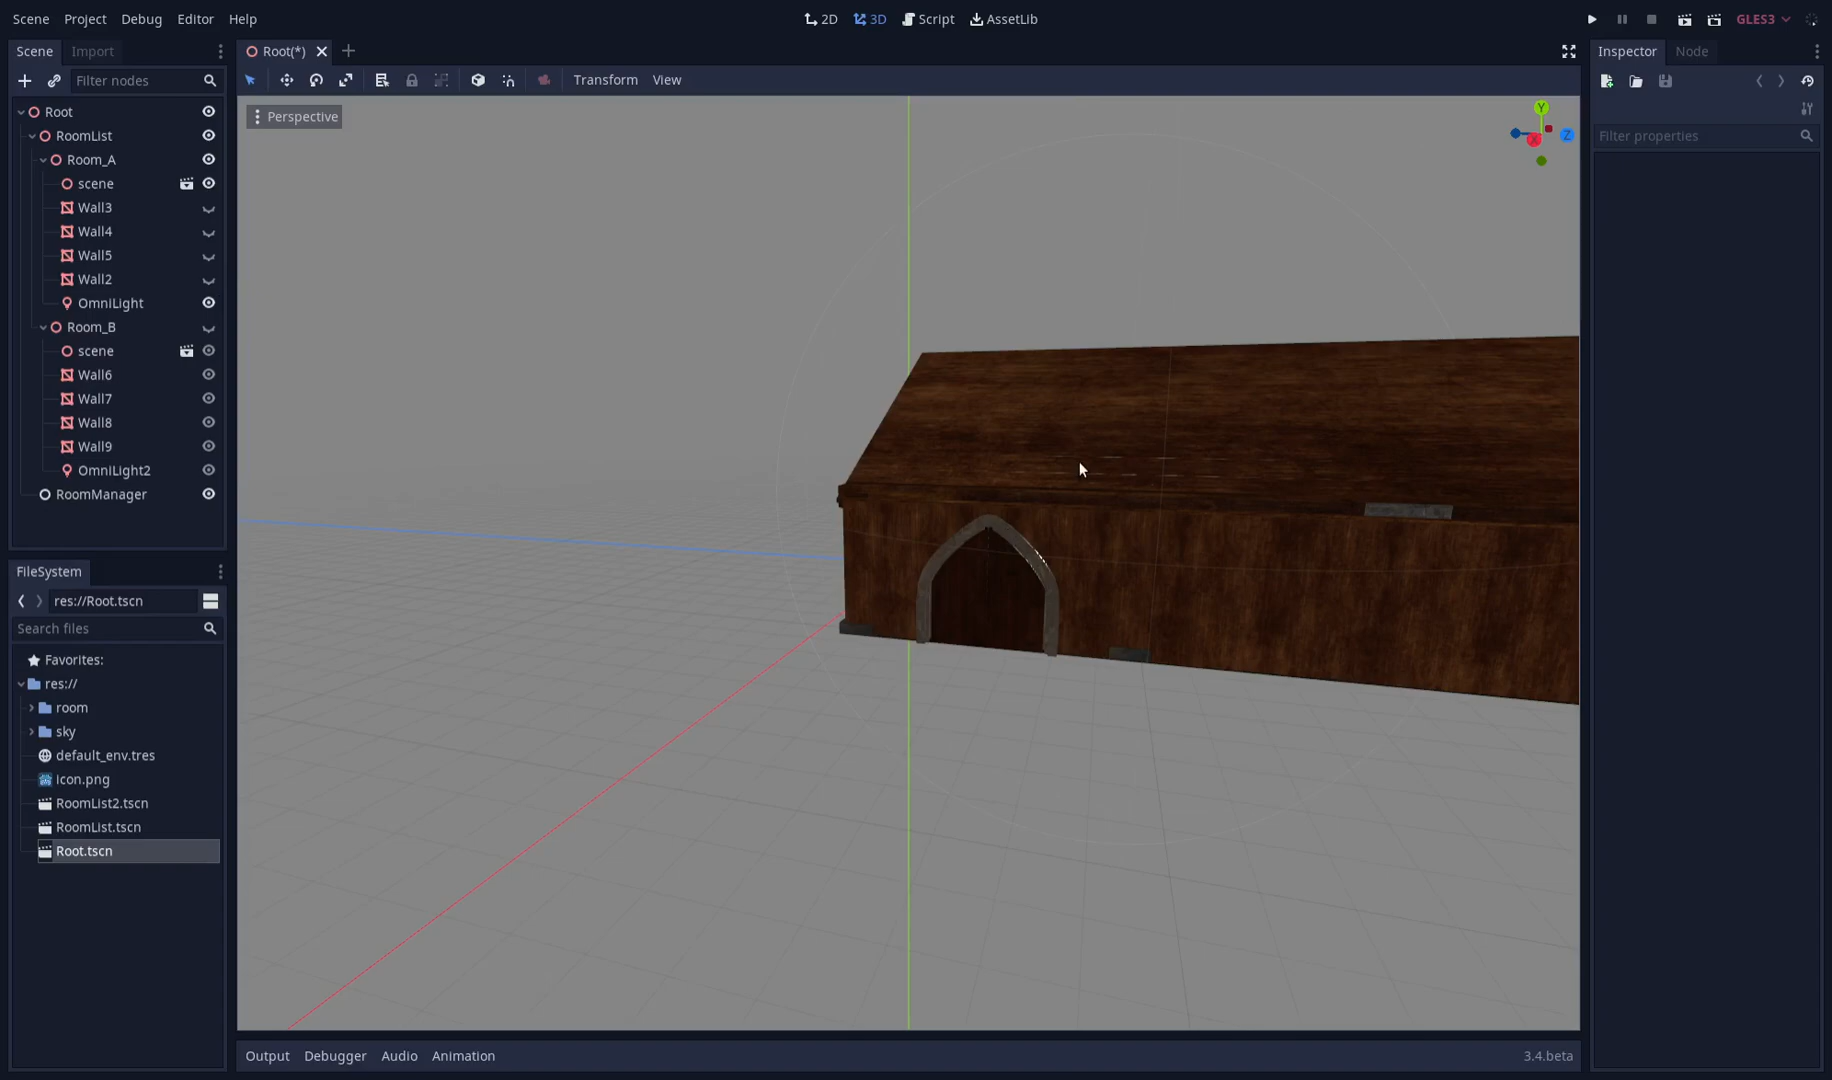 Scene Project Debug Editor Help
2D 3D Script AssetLib
GLES3
Scene Import
Root(*)
Inspector Node
Filter nodes
Transform View
Root
Perspective
Y
Z
X
Filter properties
RoomList
Room_A
scene
Wall3
Wall4
Wall5
Wall2
OmniLight
Room_B
scene
Wall6
Wall7
Wall8
Wall9
OmniLight2
RoomManager
FileSystem
res://Root.tscn
Search files
Favorites:
res://
room
sky
default_env.tres
icon.png
RoomList2.tscn
RoomList.tscn
Root.tscn
Output Debugger Audio Animation
3.4.beta